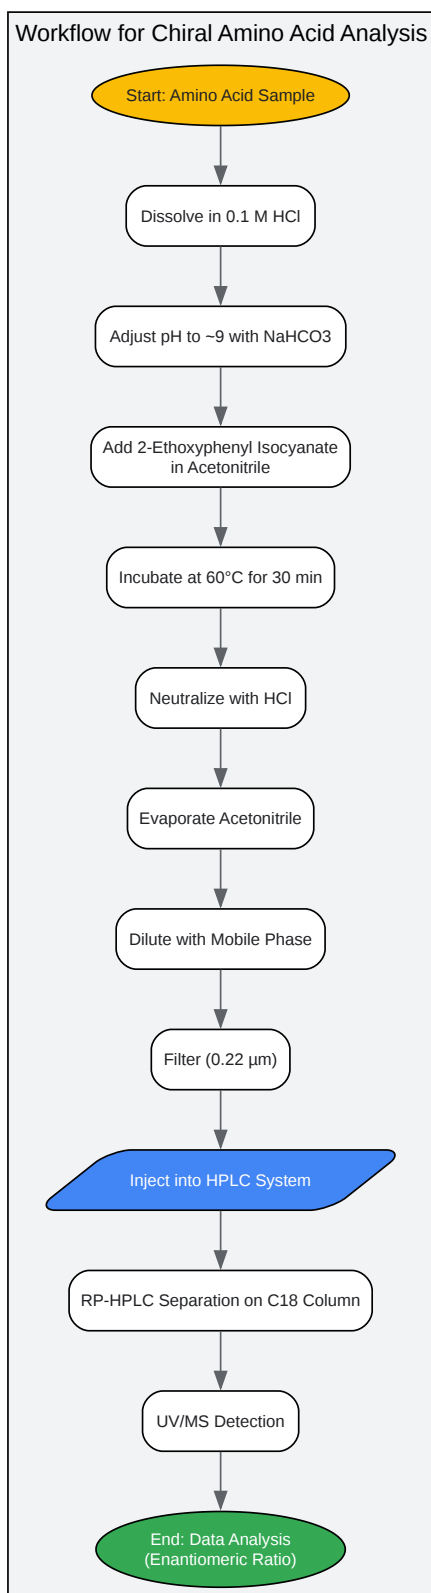 Workflow for Chiral Amino Acid Analysis
Start: Amino Acid Sample
Dissolve in 0.1 M HCl
Adjust pH to ~9 with NaHCO3
Add 2-Ethoxyphenyl Isocyanate
in Acetonitrile
Incubate at 60°C for 30 min
Neutralize with HCl
Evaporate Acetonitrile
Dilute with Mobile Phase
Filter (0.22 µm)
Inject into HPLC System
RP-HPLC Separation on C18 Column
UV/MS Detection
End: Data Analysis
(Enantiomeric Ratio)